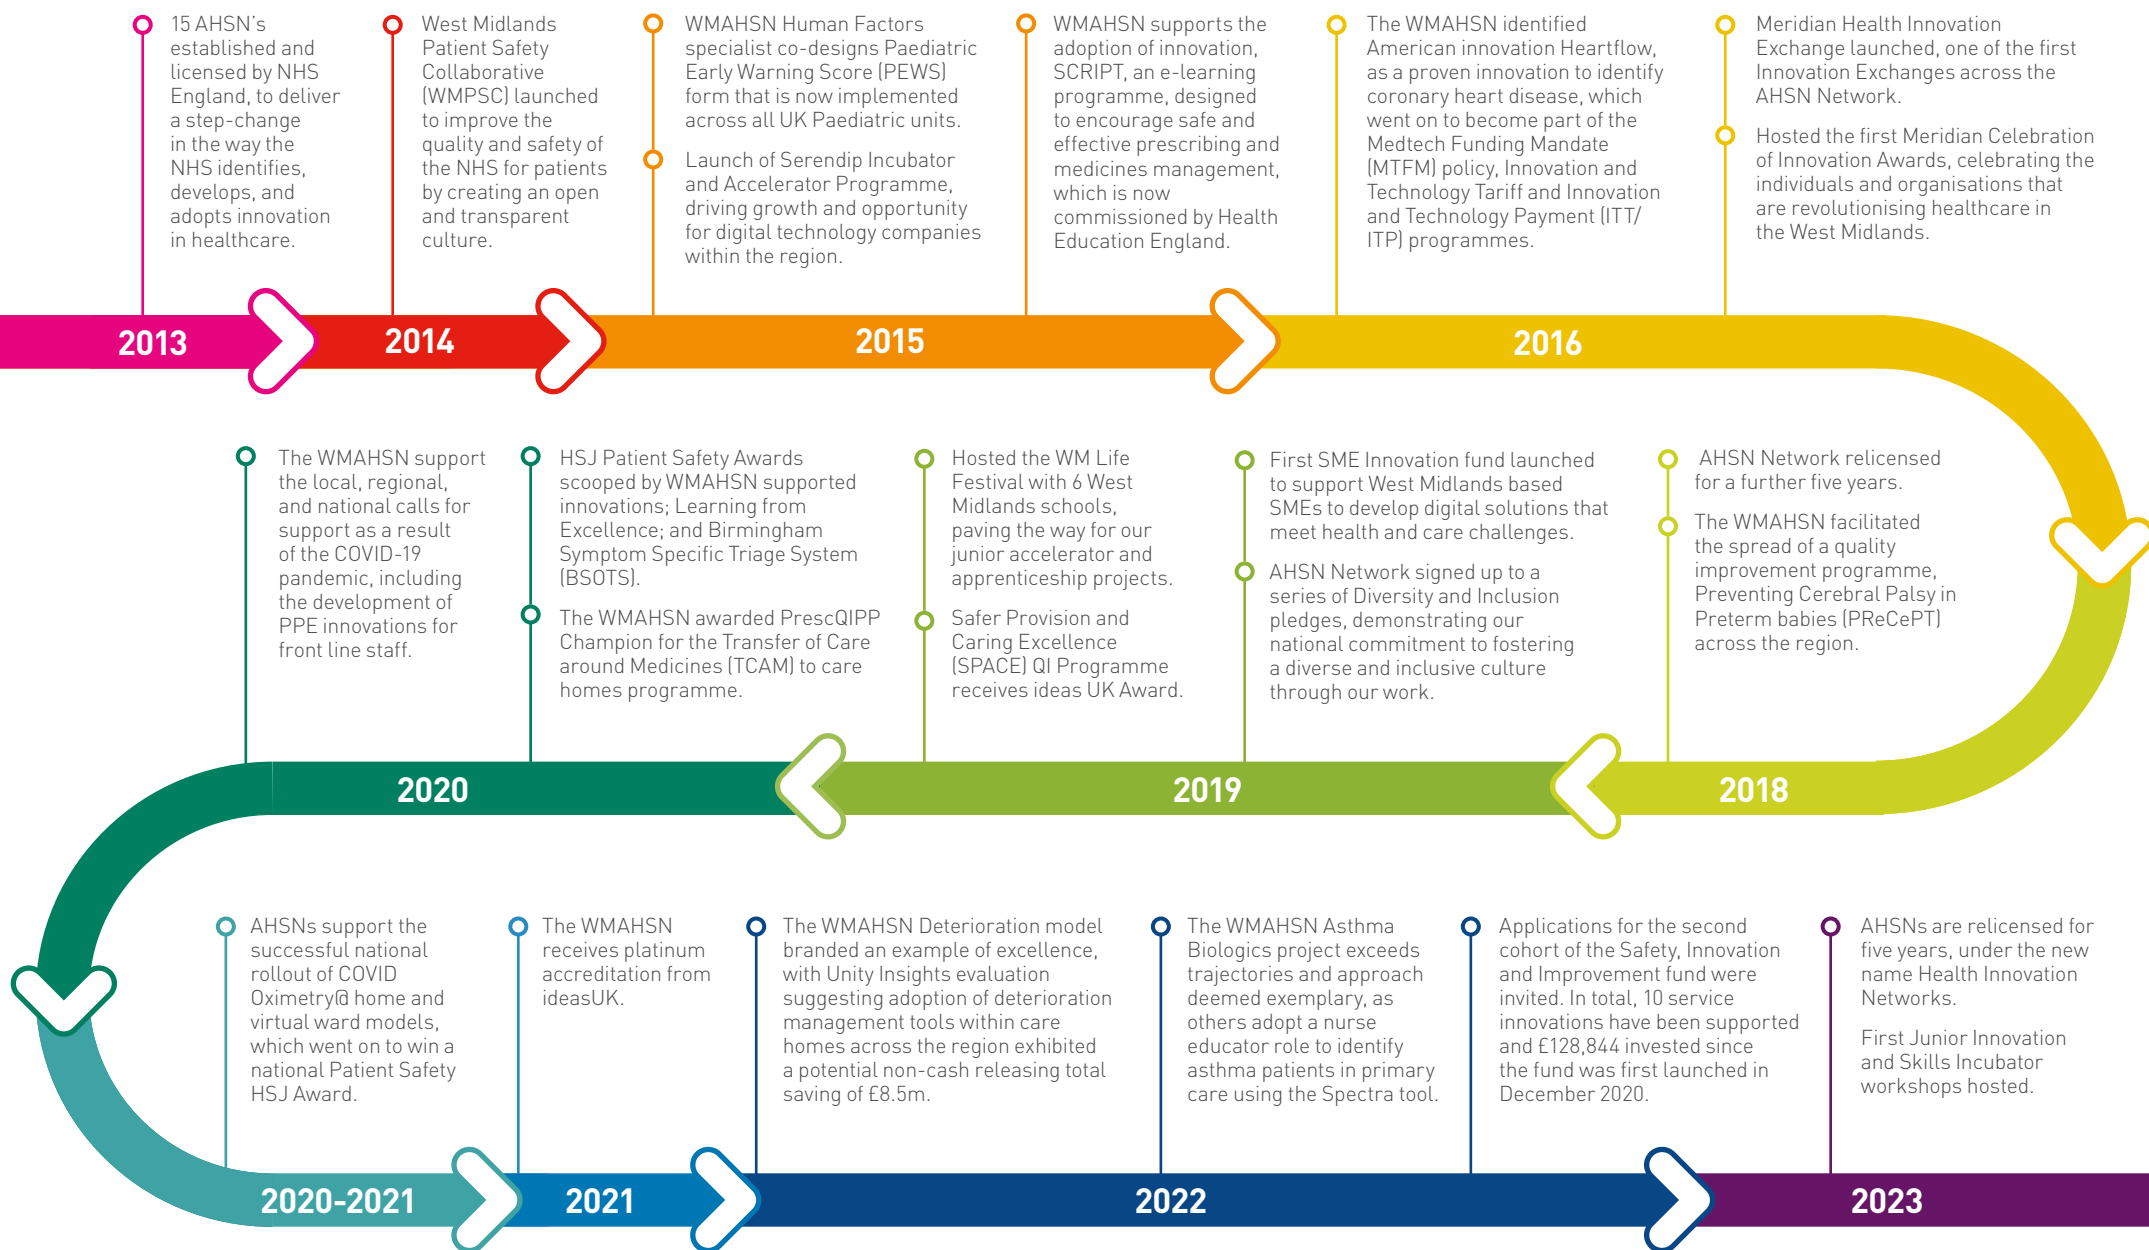 15 AHSN's
established and
licensed by NHS
England, to deliver
a step-change
in the way the
NHS identifies,
develops, and
adopts innovation
in healthcare.
West Midlands
Patient Safety
Collaborative
(WMPSC) launched
to improve the
quality and safety of
the NHS for patients
by creating an open
and transparent
culture.
WMAHSN Human Factors
specialist co-designs Paediatric
Early Warning Score (PEWS)
form that is now implemented
across all UK Paediatric units.
Launch of Serendip Incubator
and Accelerator Programme,
driving growth and opportunity
for digital technology companies
within the region.
WMAHSN supports the
adoption of innovation,
SCRIPT, an e-learning
programme, designed
to encourage safe and
effective prescribing and
medicines management,
which is now
commissioned by Health
Education England.
The WMAHSN identified
American innovation Heartflow,
as a proven innovation to identify
coronary heart disease, which
went on to become part of the
Medtech Funding Mandate
(MTFM) policy, Innovation and
Technology Tariff and Innovation
and Technology Payment (ITT/
ITP) programmes.
Meridian Health Innovation
Exchange launched, one of the first
Innovation Exchanges across the
AHSN Network.
Hosted the first Meridian Celebration
of Innovation Awards, celebrating the
individuals and organisations that
are revolutionising healthcare in
the West Midlands.
2013
2014
2015
2016
The WMAHSN support
the local, regional,
and national calls for
support as a result
of the COVID-19
pandemic, including
the development of
PPE innovations for
front line staff.
HSJ Patient Safety Awards
scooped by WMAHSN supported
innovations; Learning from
Excellence; and Birmingham
Symptom Specific Triage System
(BSOTS).
The WMAHSN awarded PrescQIPP
Champion for the Transfer of Care
around Medicines (TCAM) to care
homes programme.
Hosted the WM Life
Festival with 6 West
Midlands schools,
paving the way for our
junior accelerator and
apprenticeship projects.
Safer Provision and
Caring Excellence
(SPACE) QI Programme
receives ideas UK Award.
First SME Innovation fund launched
to support West Midlands based
SMEs to develop digital solutions that
meet health and care challenges.
AHSN Network signed up to a
series of Diversity and Inclusion
pledges, demonstrating our
national commitment to fostering
a diverse and inclusive culture
through our work.
AHSN Network relicensed
for a further five years.
The WMAHSN facilitated
the spread of a quality
improvement programme,
Preventing Cerebral Palsy in
Preterm babies (PReCePT)
across the region.
2020
2019
2018
AHSNs support the
successful national
rollout of COVID
Oximetry@ home and
virtual ward models,
which went on to win a
national Patient Safety
HSJ Award.
The WMAHSN
receives platinum
accreditation from
ideasUK.
The WMAHSN Deterioration model
branded an example of excellence,
with Unity Insights evaluation
suggesting adoption of deterioration
management tools within care
homes across the region exhibited
a potential non-cash releasing total
saving of £8.5m.
The WMAHSN Asthma
Biologics project exceeds
trajectories and approach
deemed exemplary, as
others adopt a nurse
educator role to identify
asthma patients in primary
care using the Spectra tool.
Applications for the second
cohort of the Safety, Innovation
and Improvement fund were
invited. In total, 10 service
innovations have been supported
and £128,844 invested since
the fund was first launched in
December 2020.
AHSNs are relicensed for
five years, under the new
name Health Innovation
Networks.
First Junior Innovation
and Skills Incubator
workshops hosted.
2020-2021
2021
2022
2023